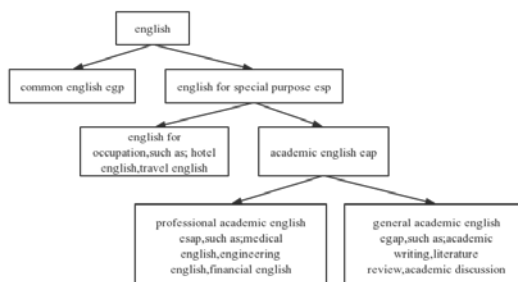 english
common english egp
english for special purpose esp
english for
occupation,such as; hotel
english,travel english
academic english eap
professional academic english
esap,such as;medical
english,engineering
english,financial english
general academic english
egap,such as;academic
writing,literature
review,academic discussion